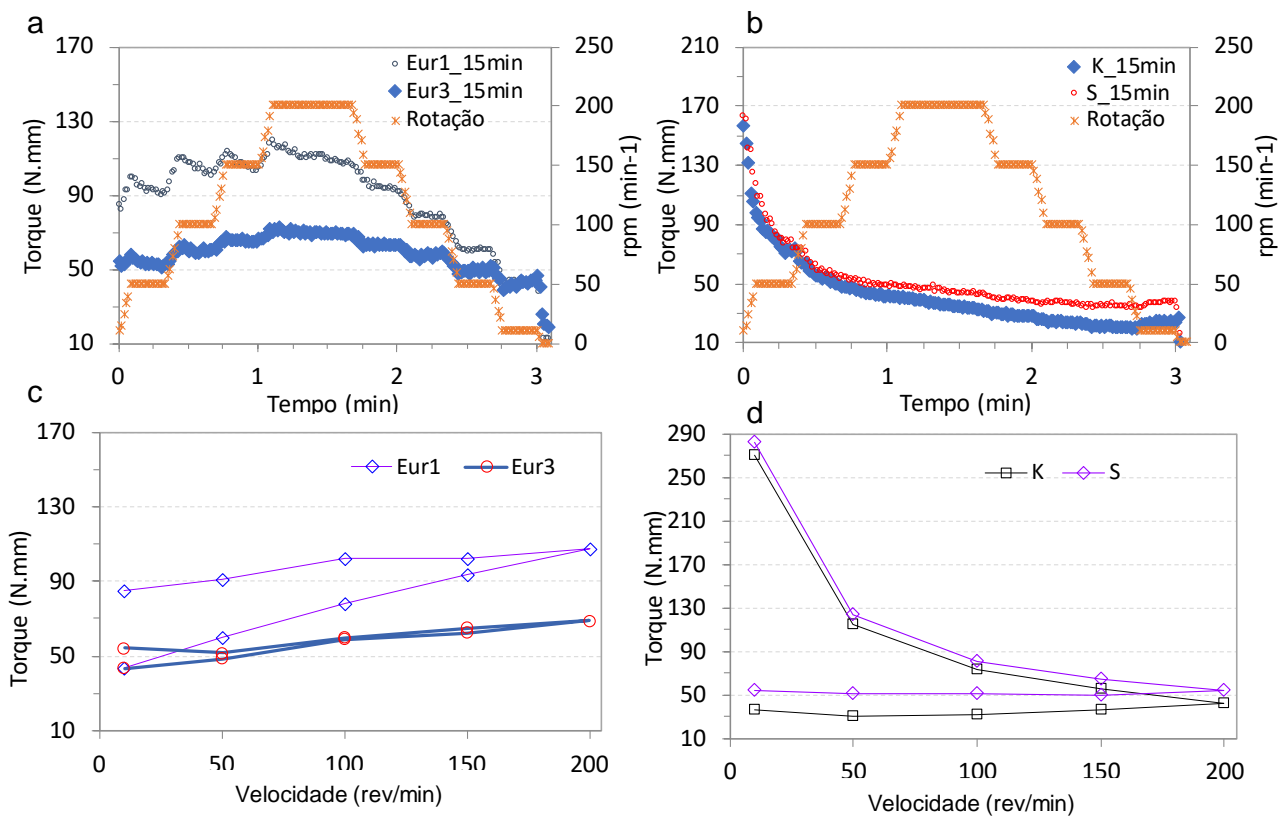 a
Torque (N.mm)
170
130
90
50
10
Eur1_15min
Eur3_15min
Rotação
250
200
150
100
50
0
rpm (min-1)
0 1 2 3
Tempo (min)
b
Torque (N.mm)
210
170
130
90
50
10
K_15min
S_15min
Rotação
250
200
150
100
50
0
rpm (min-1)
0 1 2 3
Tempo (min)
c
Torque (N.mm)
170
130
90
50
10
Eur1 Eur3
0 50 100 150 200
Velocidade (rev/min)
d
Torque (N.mm)
290
250
210
170
130
90
50
10
K S
0 50 100 150 200
Velocidade (rev/min)